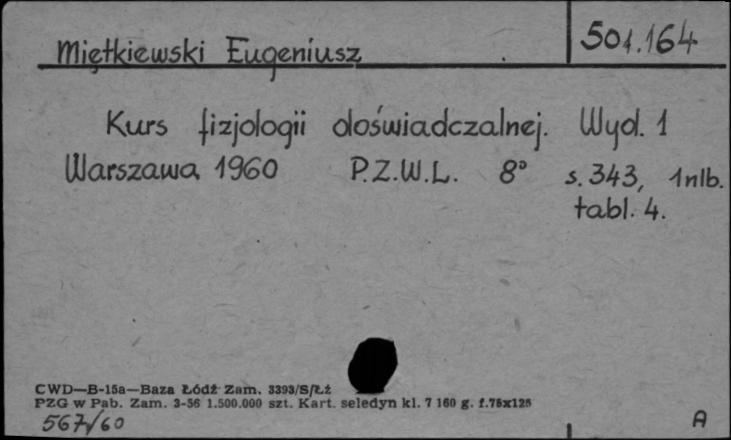 Miętkiewski Eugeniusz
501.164
Kurs fizjologii doświadczalnej. Wyd. 1
Warszawa 1960 P.Z.W.L. 8° s. 343, 1nlb.
tabl. 4.
CWD—B-15a—Baza Łódź Zam. 3393/S/Łż
PZG w Pab. Zam. 3-56 1.500.000 szt. Kart. seledyn kl. 7 160 g. f.75x125
567/60
A